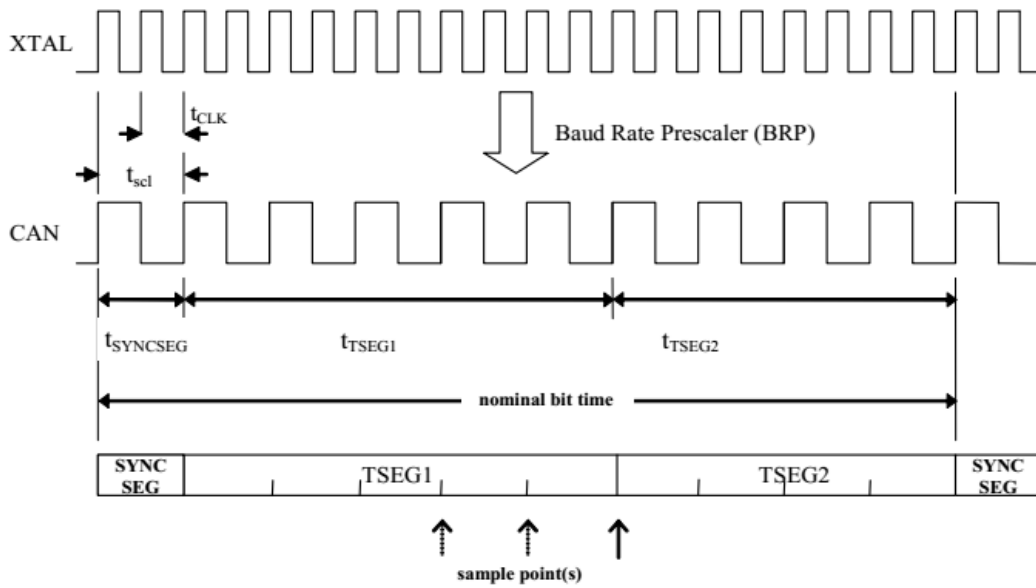 XTAL
tCLK
Baud Rate Prescaler (BRP)
tscl
CAN
tSYNCSEG
tTSEG1
tTSEG2
nominal bit time
SYNC SEG
TSEG1
TSEG2
SYNC SEG
sample point(s)